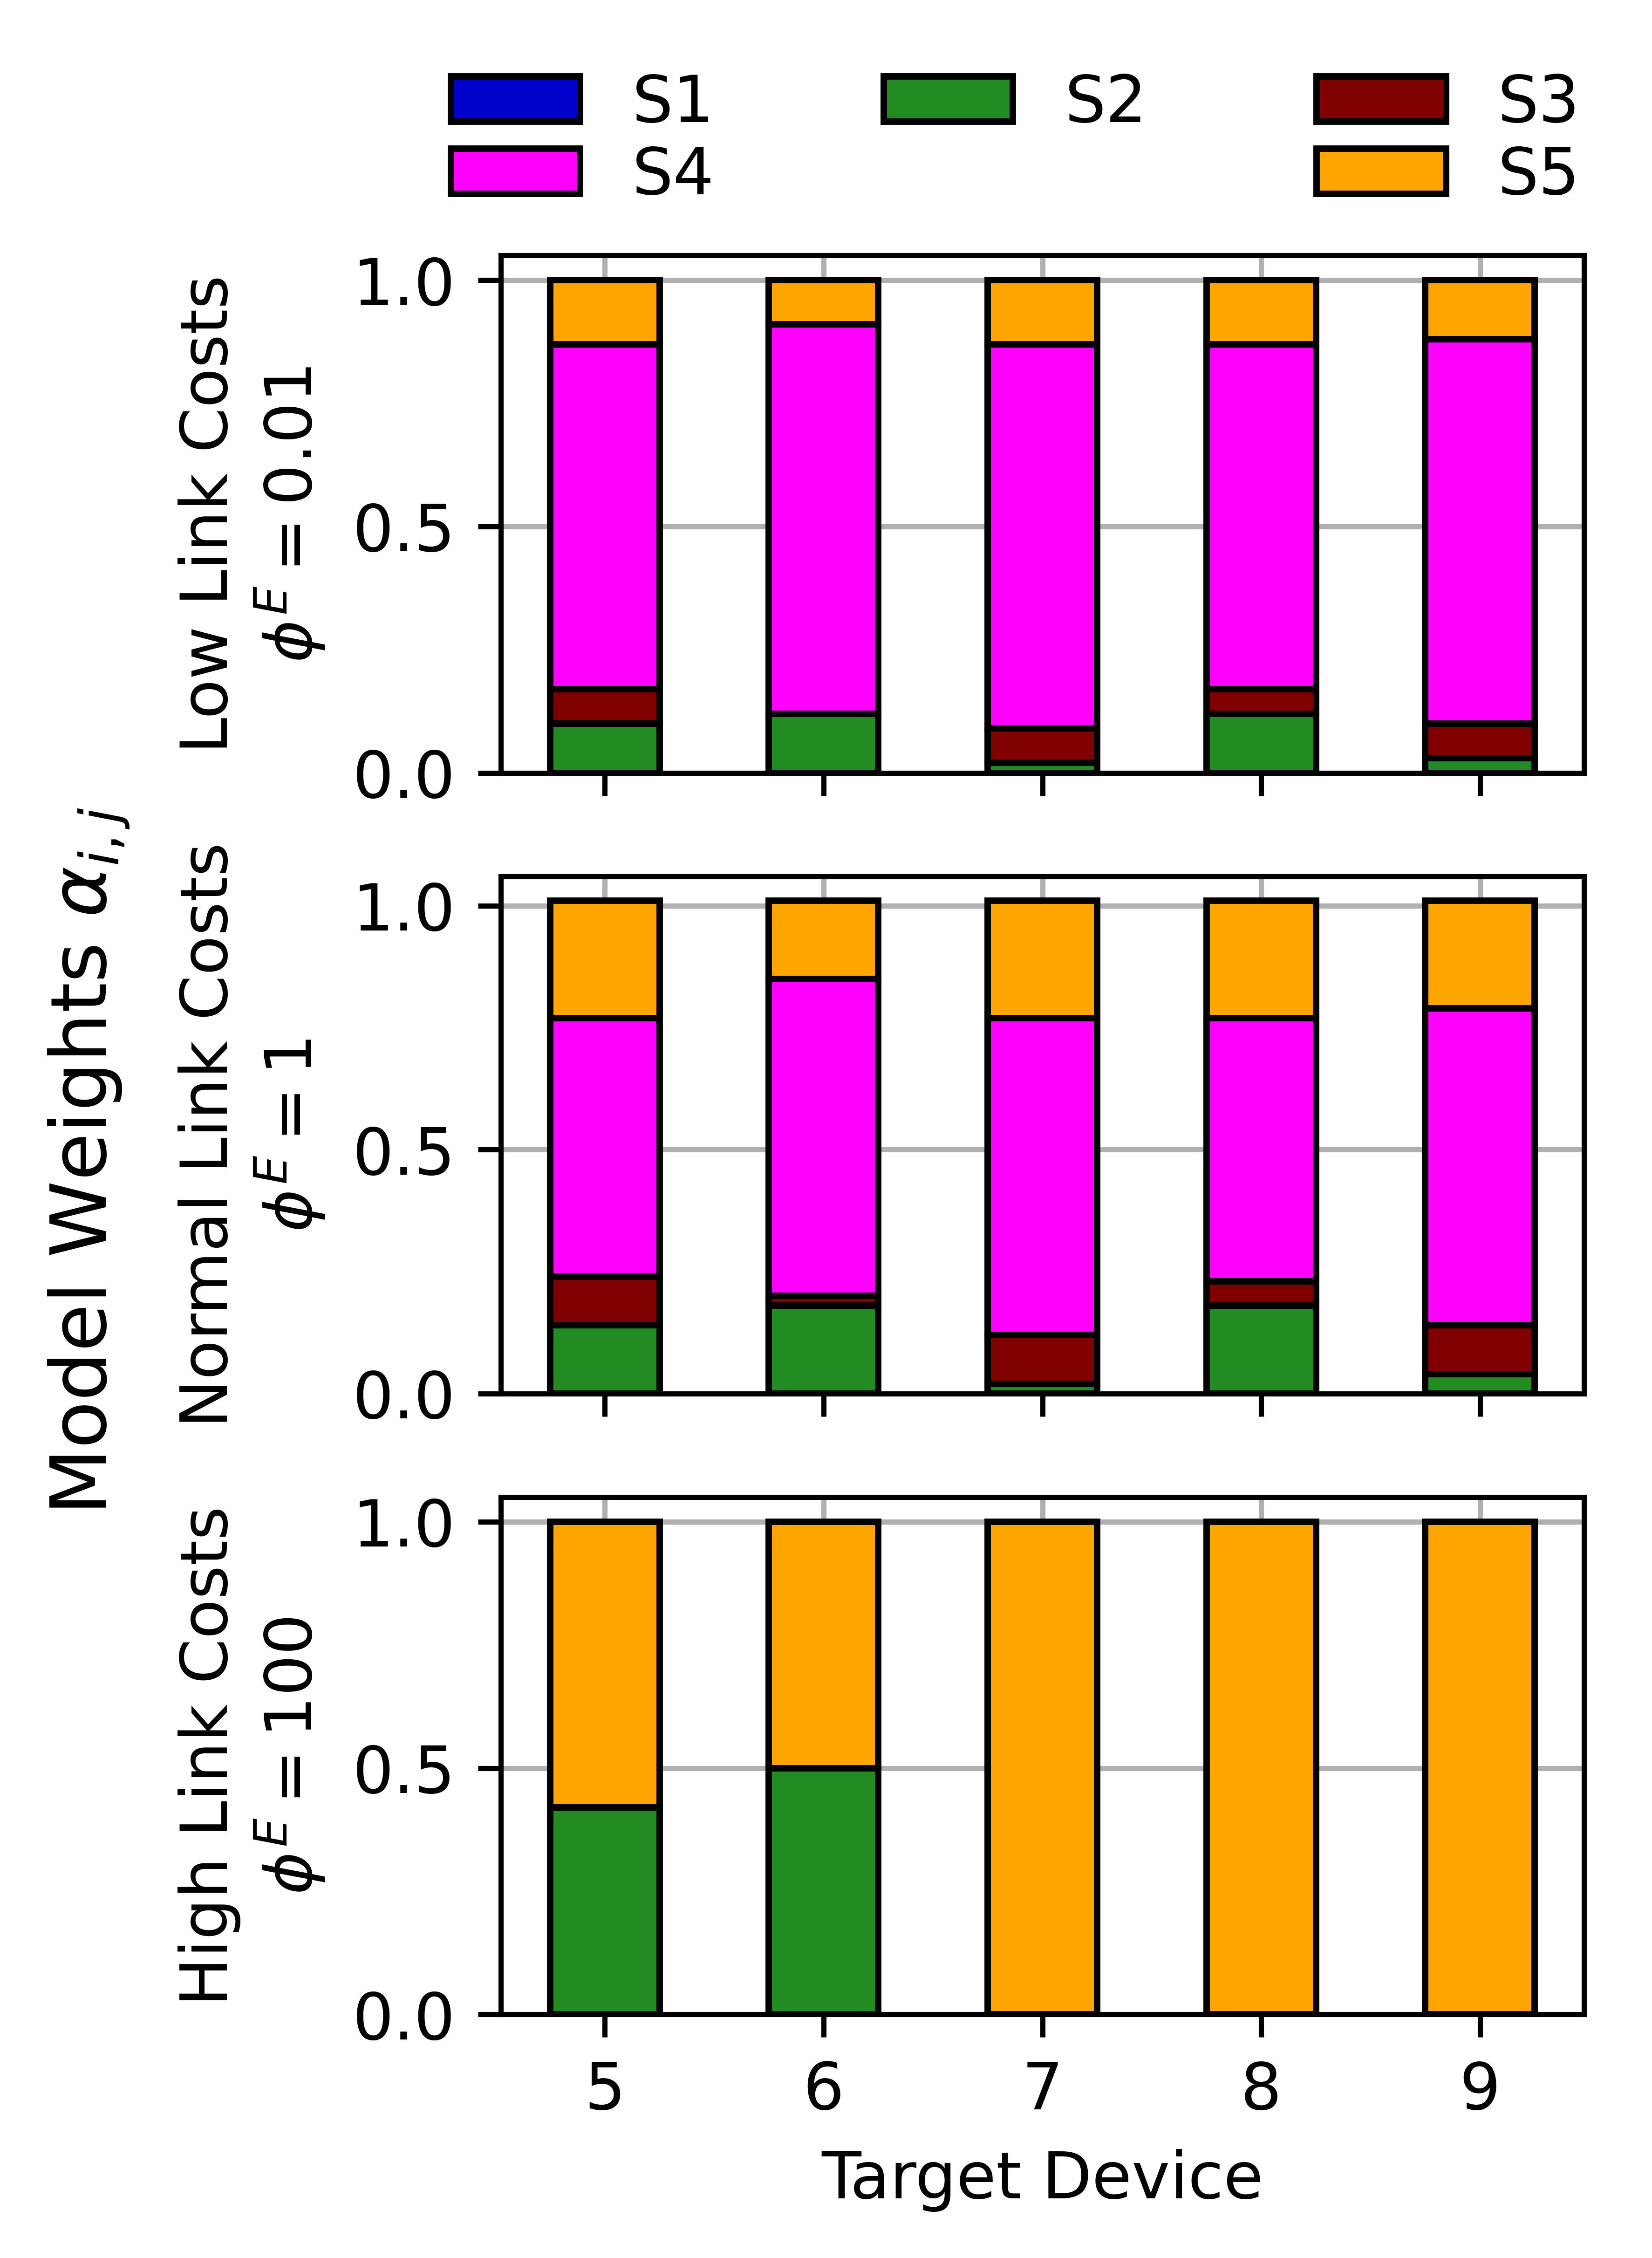 S1 S2 S3
S4 S5
Model Weights α_{i,j}
Low Link Costs
ϕ^E = 0.01
1.0
0.5
0.0
Normal Link Costs
ϕ^E = 1
1.0
0.5
0.0
High Link Costs
ϕ^E = 100
1.0
0.5
0.0
5 6 7 8 9
Target Device